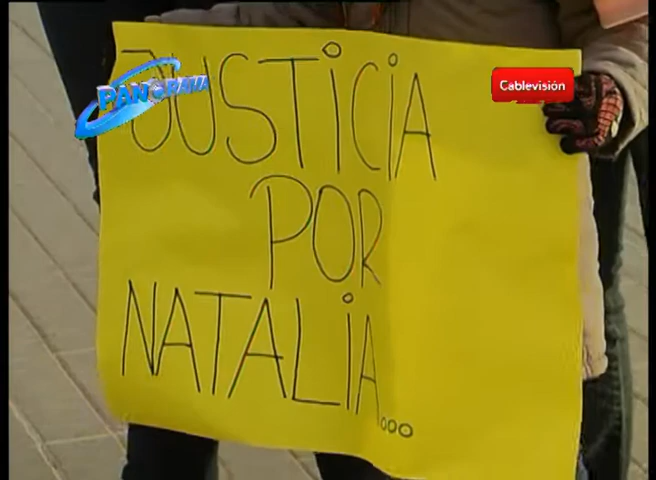 PANORAMA
Cablevisión
JUSTICIA
POR
NATALIA...